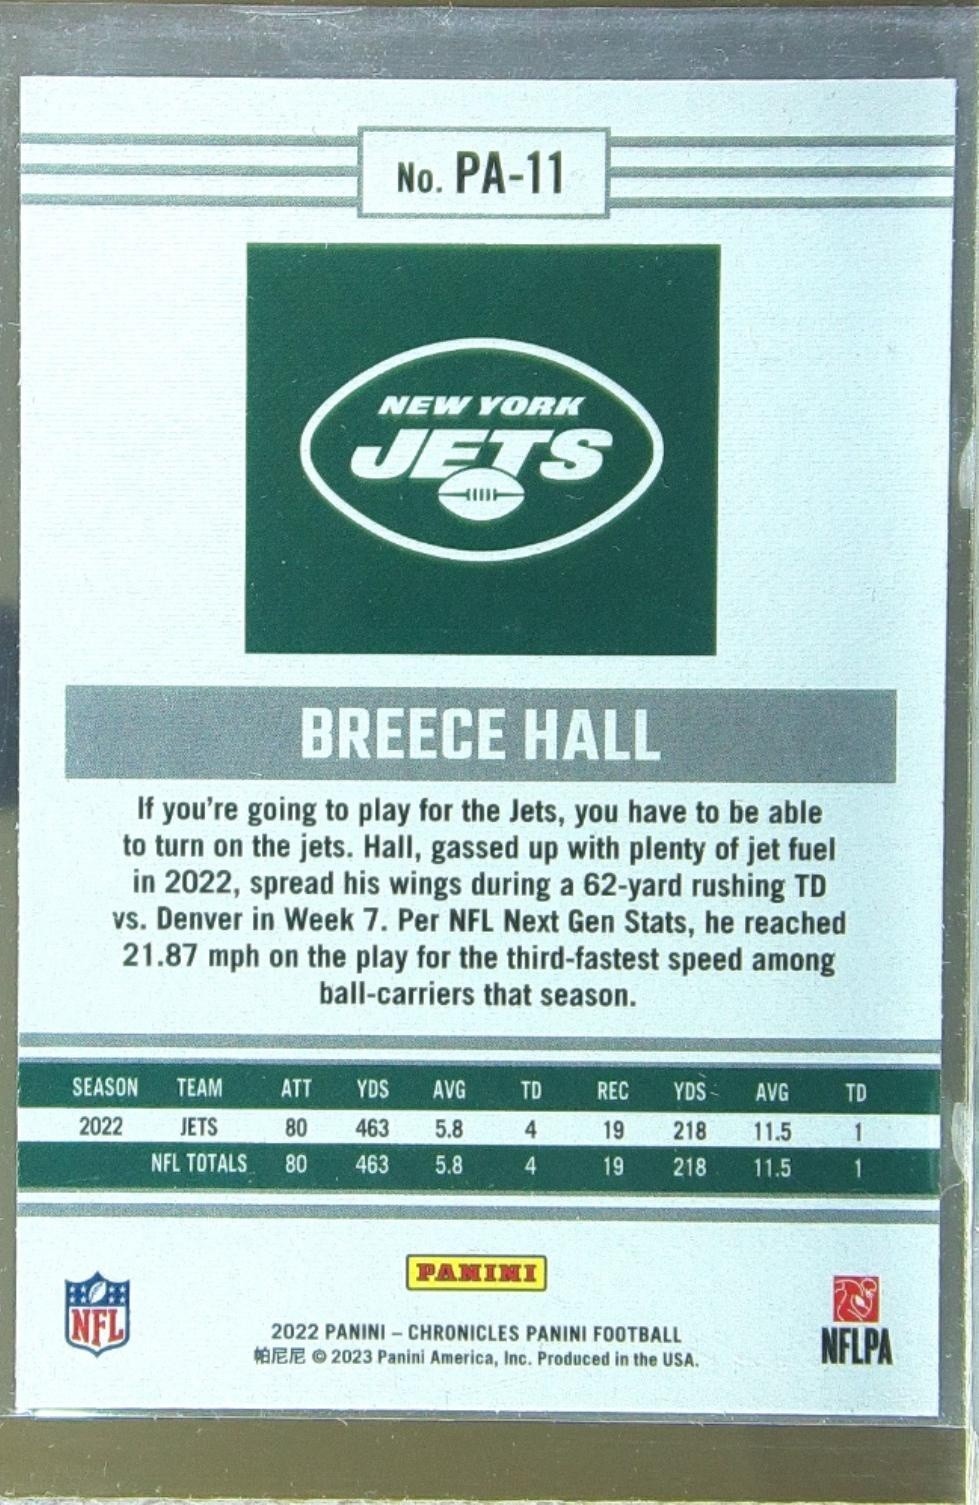 No. PA-11
NEW YORK
JETS
BREECE HALL
If you're going to play for the Jets, you have to be able
to turn on the jets. Hall, gassed up with plenty of jet fuel
in 2022, spread his wings during a 62-yard rushing TD
vs. Denver in Week 7. Per NFL Next Gen Stats, he reached
21.87 mph on the play for the third-fastest speed among
ball-carriers that season.
SEASON TEAM ATT YDS AVG TD REC YDS AVG TD
2022 JETS 80 463 5.8 4 19 218 11.5 1
NFL TOTALS 80 463 5.8 4 19 218 11.5 1
PANINI
NFL
2022 PANINI – CHRONICLES PANINI FOOTBALL
帕尼尼 © 2023 Panini America, Inc. Produced in the USA.
NFLPA